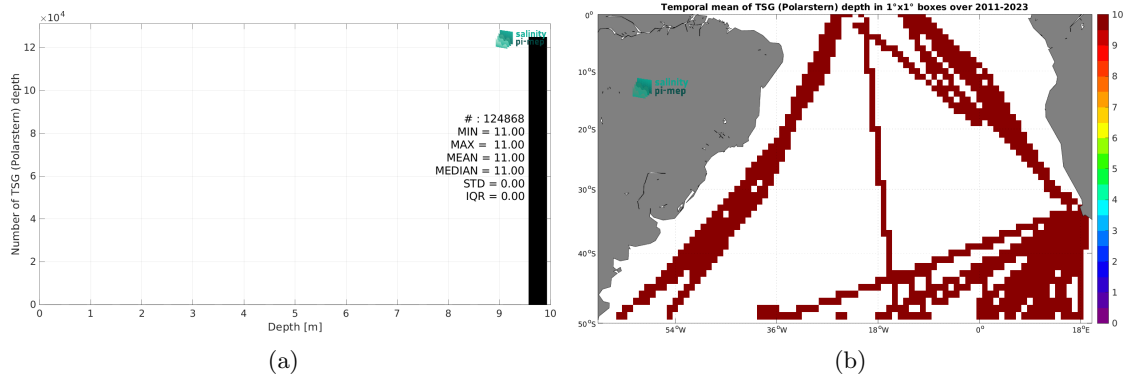 ×10⁴
12
10
8
6
4
2
0
Number of TSG (Polarstern) depth
salinity
pi-mep
# : 124868
MIN = 11.00
MAX = 11.00
MEAN = 11.00
MEDIAN = 11.00
STD = 0.00
IQR = 0.00
0 1 2 3 4 5 6 7 8 9 10
Depth [m]
(a)
Temporal mean of TSG (Polarstern) depth in 1°x1° boxes over 2011-2023
0°
10°S
20°S
30°S
40°S
50°S
salinity
pi-mep
54°W 36°W 18°W 0° 18°E
10
9
8
7
6
5
4
3
2
1
0
(b)